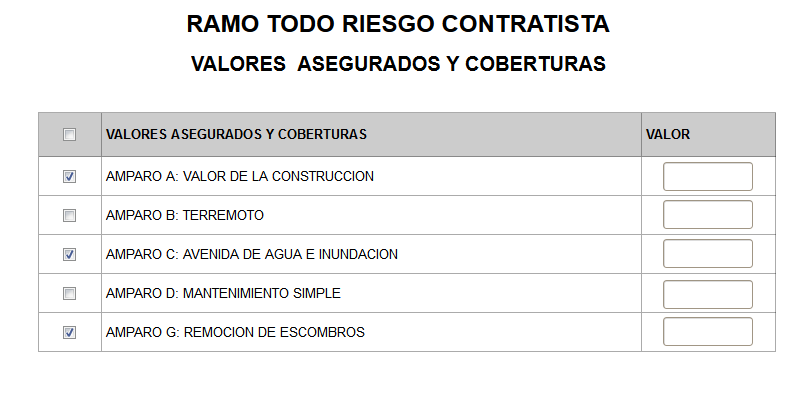 RAMO TODO RIESGO CONTRATISTA
VALORES ASEGURADOS Y COBERTURAS
VALORES ASEGURADOS Y COBERTURAS VALOR
AMPARO A: VALOR DE LA CONSTRUCCION
AMPARO B: TERREMOTO
AMPARO C: AVENIDA DE AGUA E INUNDACION
AMPARO D: MANTENIMIENTO SIMPLE
AMPARO G: REMOCION DE ESCOMBROS